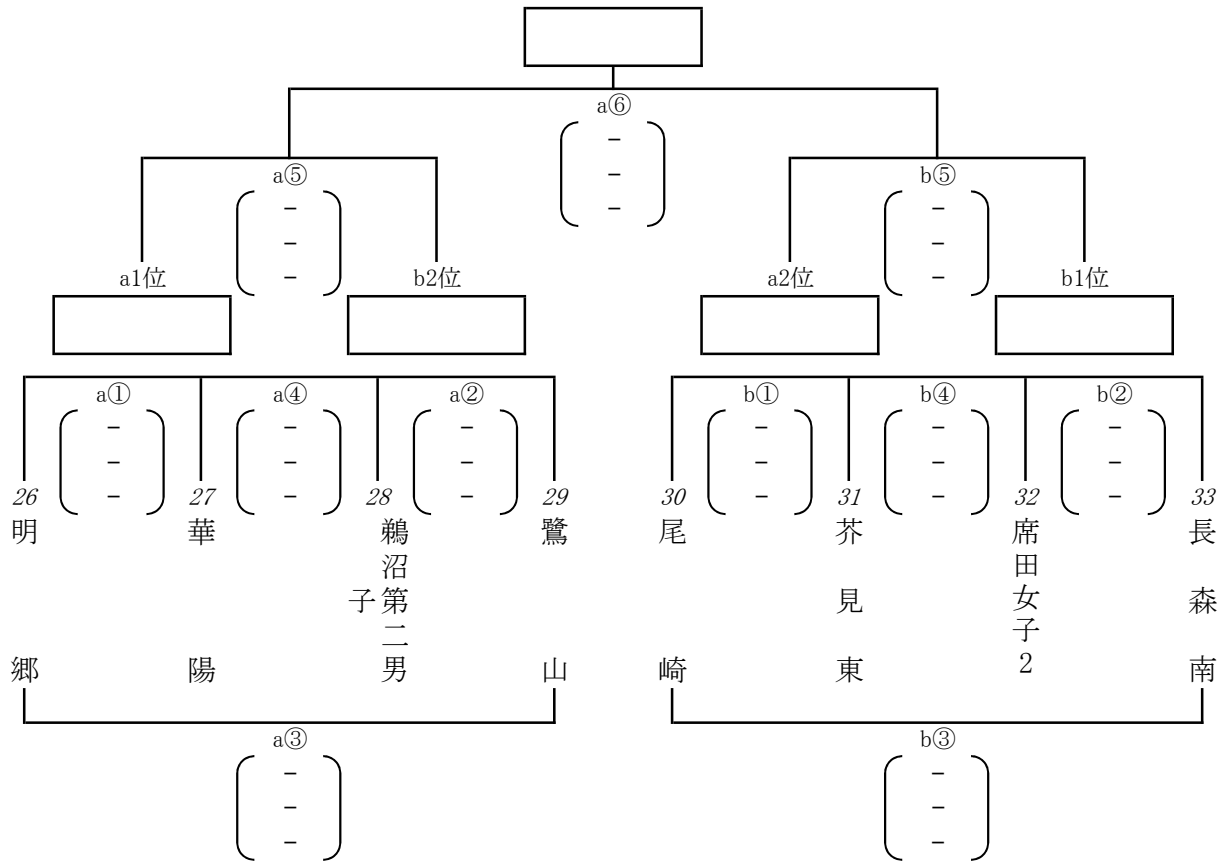 a⑥
-
-
-
a⑤
-
-
-
b⑤
-
-
-
a1位
b2位
a2位
b1位
a①
-
-
-
a④
-
-
-
a②
-
-
-
b①
-
-
-
b④
-
-
-
b②
-
-
-
26
明郷
27
華陽
28
鵜沼第二男
子
29
鷺山
30
尾崎
31
芥見東
32
席田女子2
33
長森南
a③
-
-
-
b③
-
-
-